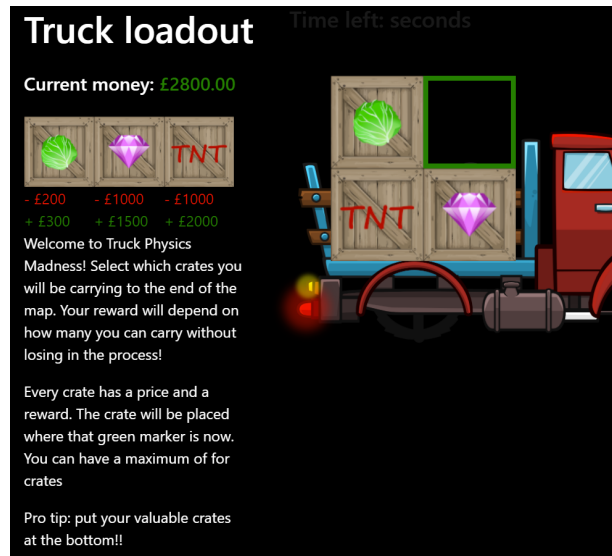 Truck loadout
Time left: seconds
Current money: £2800.00
TNT
- £200 - £1000 - £1000
+ £300 + £1500 + £2000
Welcome to Truck Physics
Madness! Select which crates you
will be carrying to the end of the
map. Your reward will depend on
how many you can carry without
losing in the process!
Every crate has a price and a
reward. The crate will be placed
where that green marker is now.
You can have a maximum of for
crates
Pro tip: put your valuable crates
at the bottom!!
TNT